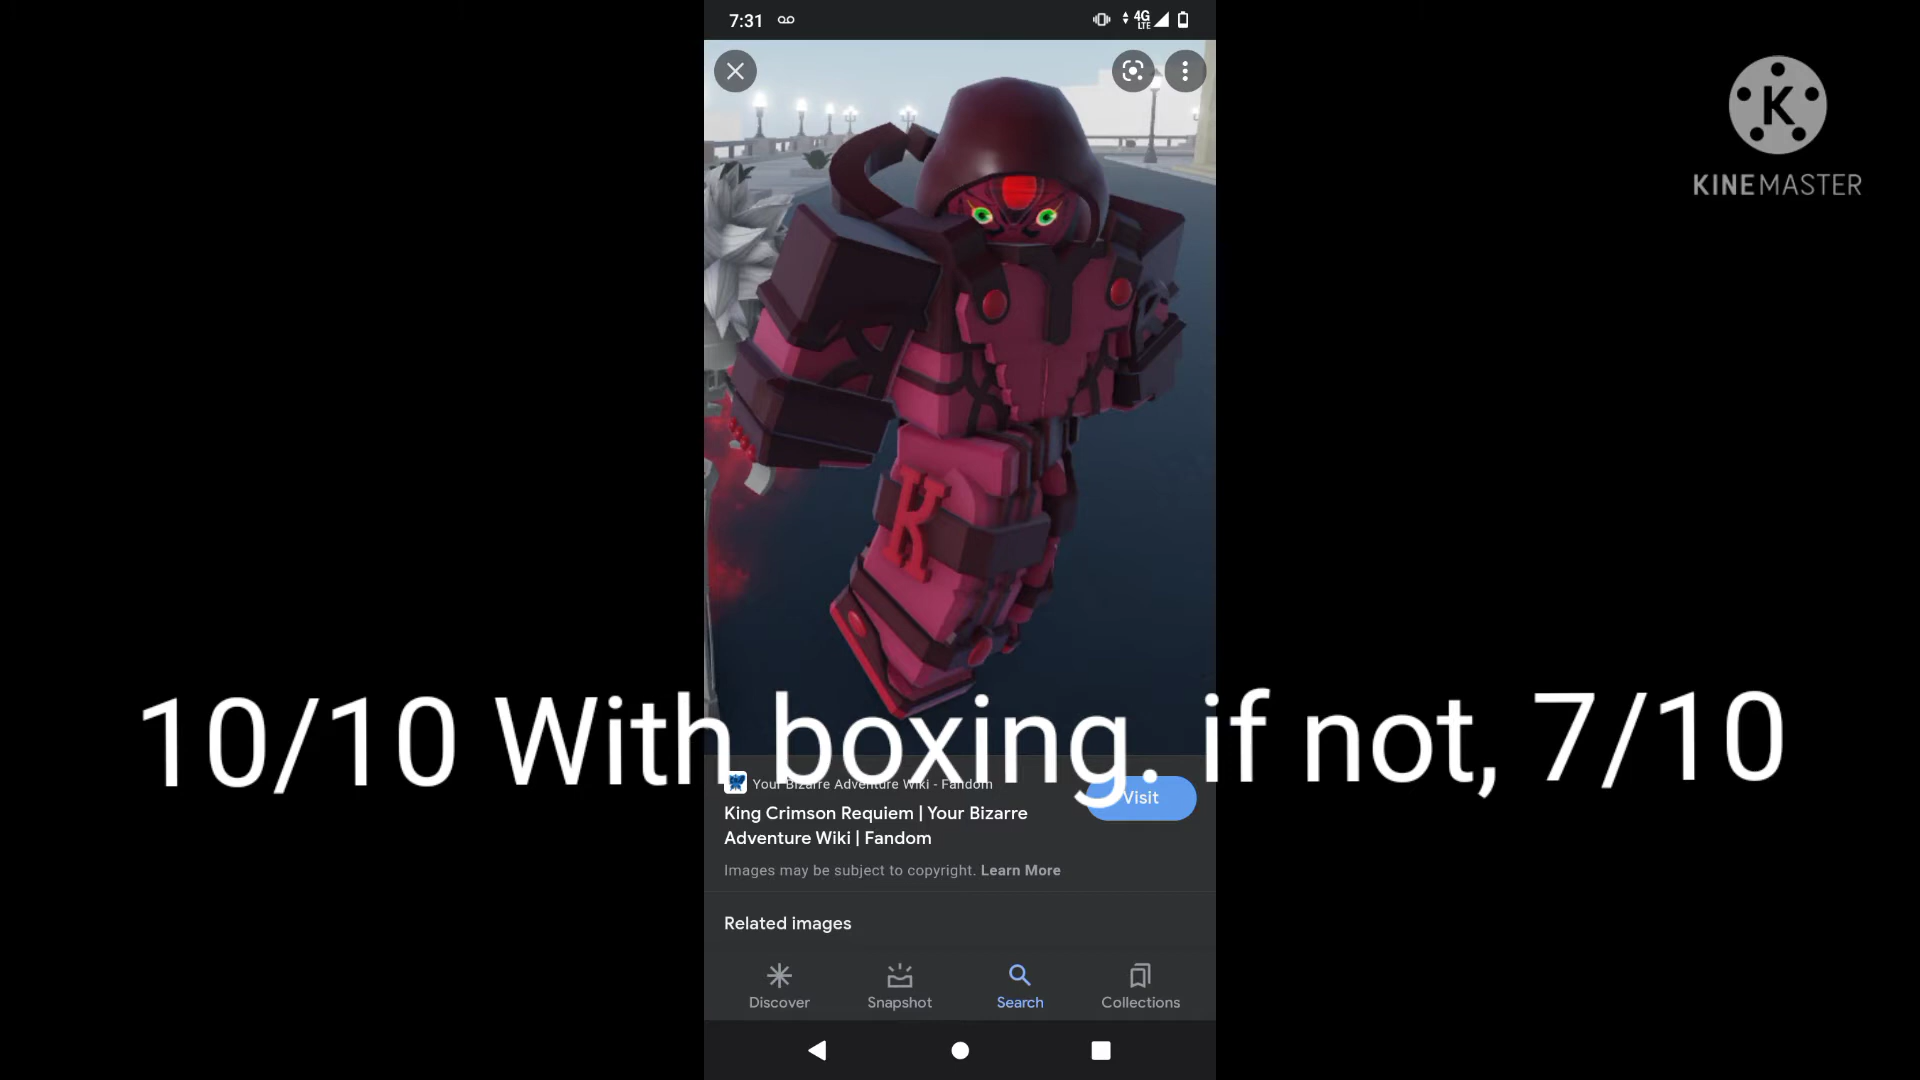 7:31
4G
LTE
K
KINEMASTER
K
10/10 With boxing. if not, 7/10
Your Bizarre Adventure Wiki - Fandom
Visit
King Crimson Requiem | Your Bizarre
Adventure Wiki | Fandom
Images may be subject to copyright. Learn More
Related images
Discover
Snapshot
Search
Collections